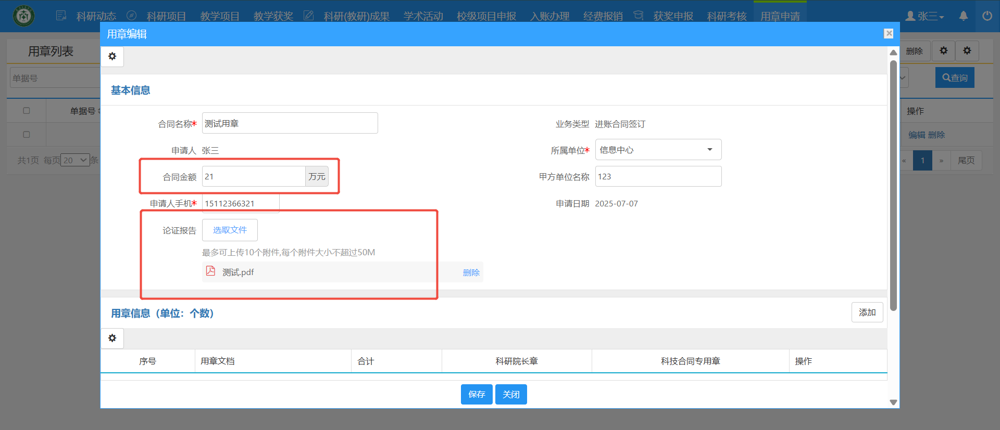 科研动态 科研项目 教学项目 教学获奖 科研(教研)成果 学术活动 校级项目申报 入账办理 经费报销 获奖申报 科研考核 用章申请 张三
用章编辑
用章列表 删除
单据号 查询
基本信息
单据号 操作
合同名称* 测试用章 业务类型 进账合同签订
编辑 删除
申请人 张三 所属单位* 信息中心
共1页 每页 20 条 « 1 » 尾页
合同金额 21 万元 甲方单位名称 123
申请人手机* 15112366321 申请日期 2025-07-07
论证报告 选取文件
最多可上传10个附件,每个附件大小不超过50M
测试.pdf 删除
用章信息（单位：个数） 添加
序号 用章文档 合计 科研院长章 科技合同专用章 操作
保存 关闭